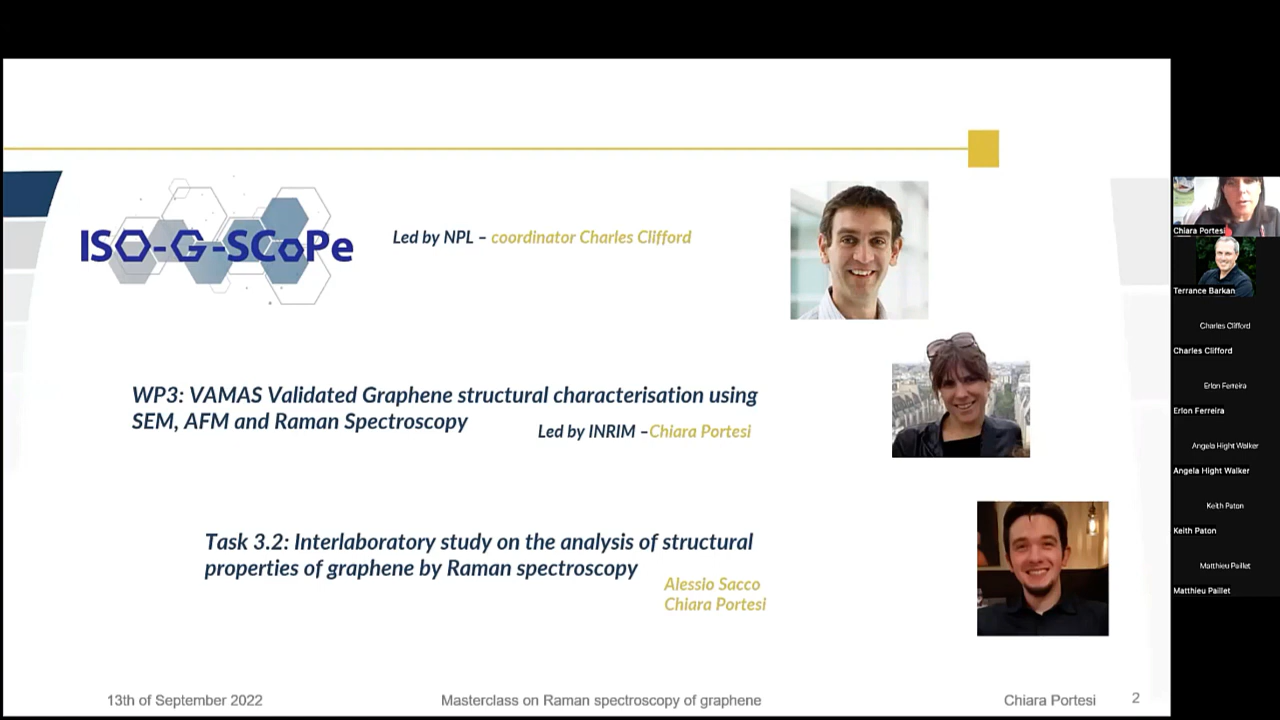 ISO-G-SCoPe
Led by NPL – coordinator Charles Clifford
WP3: VAMAS Validated Graphene structural characterisation using
SEM, AFM and Raman Spectroscopy
Led by INRIM –Chiara Portesi
Task 3.2: Interlaboratory study on the analysis of structural
properties of graphene by Raman spectroscopy
Alessio Sacco
Chiara Portesi
13th of September 2022
Masterclass on Raman spectroscopy of graphene
Chiara Portesi
2
Chiara Portesi
Terrance Barkan
Charles Clifford
Charles Clifford
Erlon Ferreira
Erlon Ferreira
Angela Hight Walker
Angela Hight Walker
Keith Paton
Keith Paton
Matthieu Paillet
Matthieu Paillet